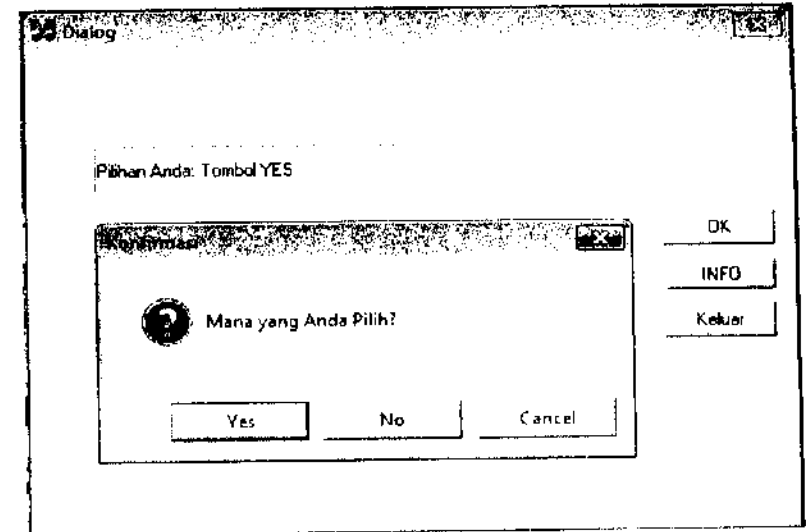 Dialog
Pilihan Anda: Tombol YES
Konfirmasi
OK
INFO
Mana yang Anda Pilih?
Keluar
Yes
No
Cancel